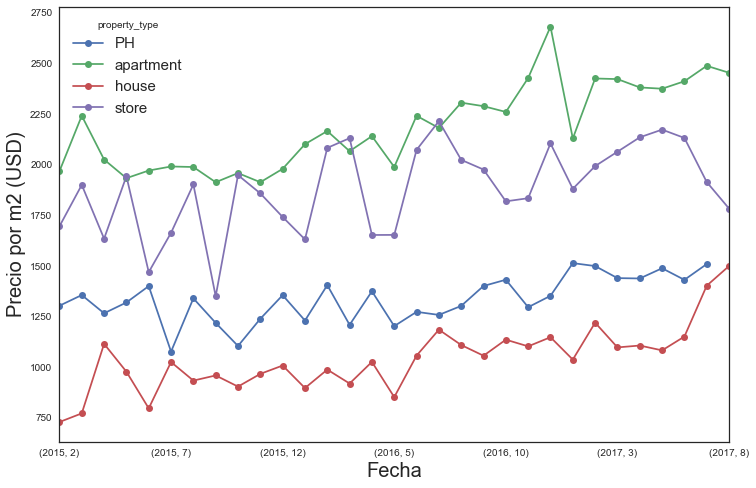 property_type
PH
apartment
house
store
Precio por m2 (USD)
2750
2500
2250
2000
1750
1500
1250
1000
750
(2015, 2) (2015, 7) (2015, 12) (2016, 5) (2016, 10) (2017, 3) (2017, 8)
Fecha